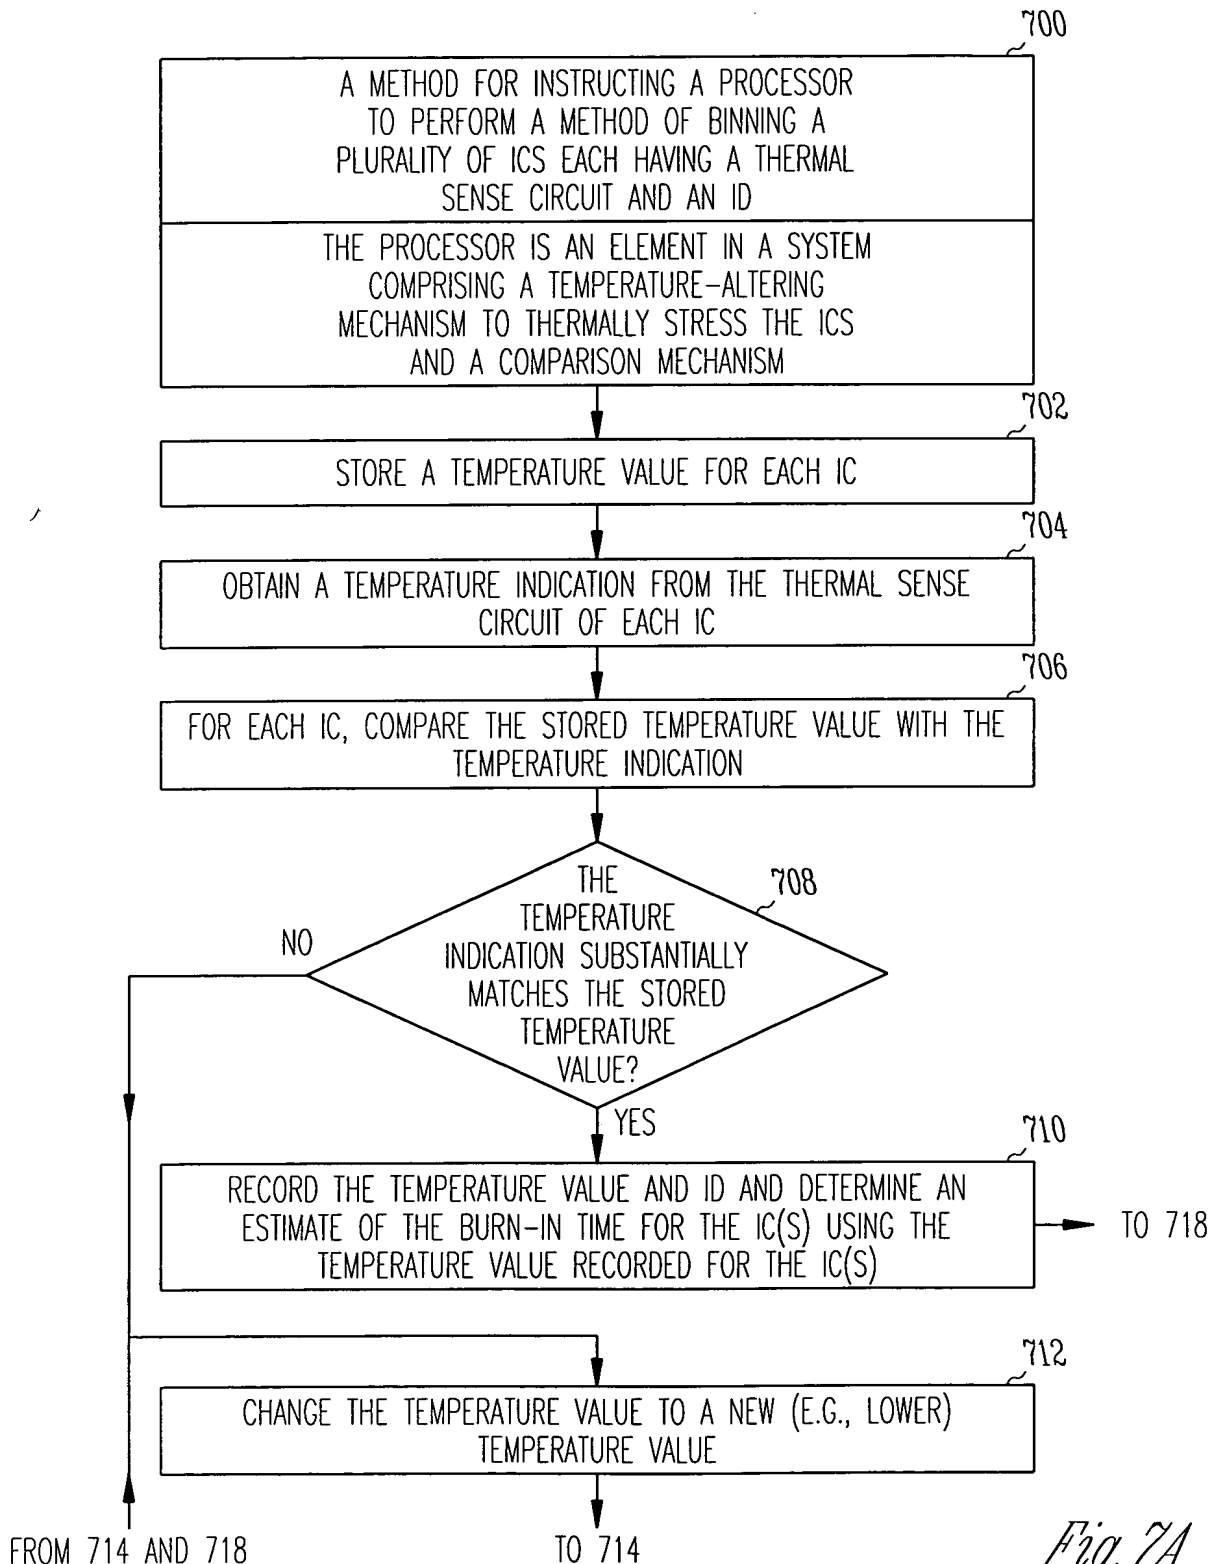 700
A METHOD FOR INSTRUCTING A PROCESSOR
TO PERFORM A METHOD OF BINNING A
PLURALITY OF ICS EACH HAVING A THERMAL
SENSE CIRCUIT AND AN ID
THE PROCESSOR IS AN ELEMENT IN A SYSTEM
COMPRISING A TEMPERATURE-ALTERING
MECHANISM TO THERMALLY STRESS THE ICS
AND A COMPARISON MECHANISM
702
STORE A TEMPERATURE VALUE FOR EACH IC
704
OBTAIN A TEMPERATURE INDICATION FROM THE THERMAL SENSE
CIRCUIT OF EACH IC
706
FOR EACH IC, COMPARE THE STORED TEMPERATURE VALUE WITH THE
TEMPERATURE INDICATION
708
THE
TEMPERATURE
INDICATION SUBSTANTIALLY
MATCHES THE STORED
TEMPERATURE
VALUE?
NO
YES
710
RECORD THE TEMPERATURE VALUE AND ID AND DETERMINE AN
ESTIMATE OF THE BURN-IN TIME FOR THE IC(S) USING THE
TEMPERATURE VALUE RECORDED FOR THE IC(S)
TO 718
712
CHANGE THE TEMPERATURE VALUE TO A NEW (E.G., LOWER)
TEMPERATURE VALUE
FROM 714 AND 718
TO 714
Fig. 7A